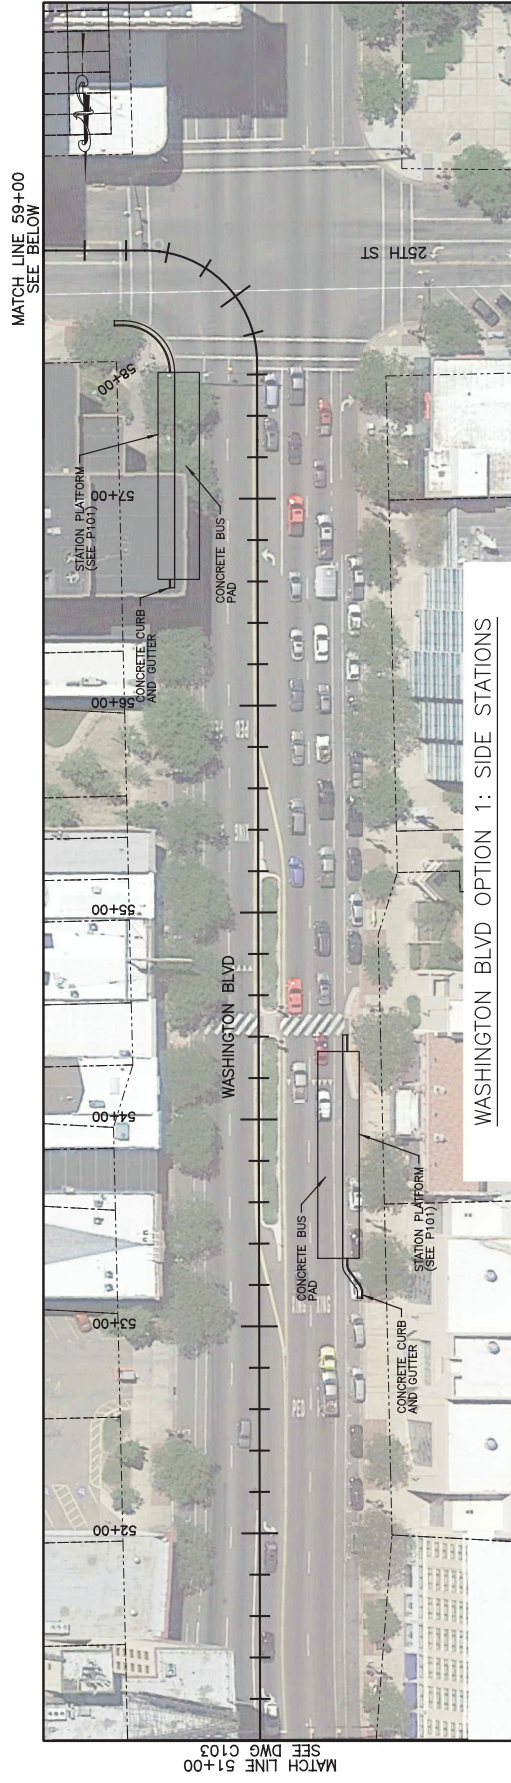 MATCH LINE 59+00
SEE BELOW
25TH ST
58+00
STATION PLATFORM
(SEE P101)
57+00
CONCRETE BUS
PAD
CONCRETE CURB
AND GUTTER
56+00
PED
55+00
WASHINGTON BLVD
54+00
CONCRETE BUS
PAD
STATION PLATFORM
(SEE P101)
53+00
CONCRETE CURB
AND GUTTER
PED
52+00
MATCH LINE 51+00
SEE DWG C103
WASHINGTON BLVD OPTION 1: SIDE STATIONS